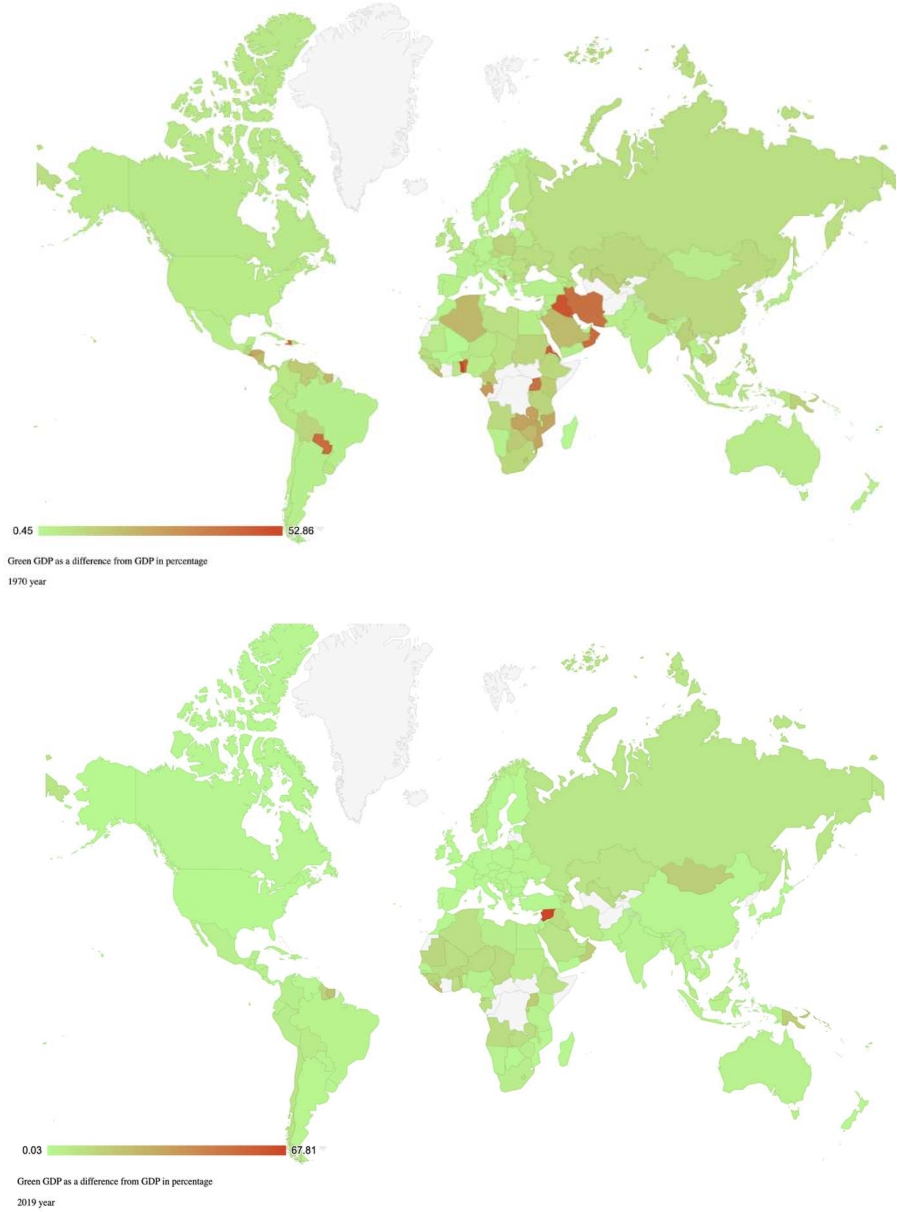 0.45 52.86
Green GDP as a difference from GDP in percentage
1970 year
0.03 67.81
Green GDP as a difference from GDP in percentage
2019 year